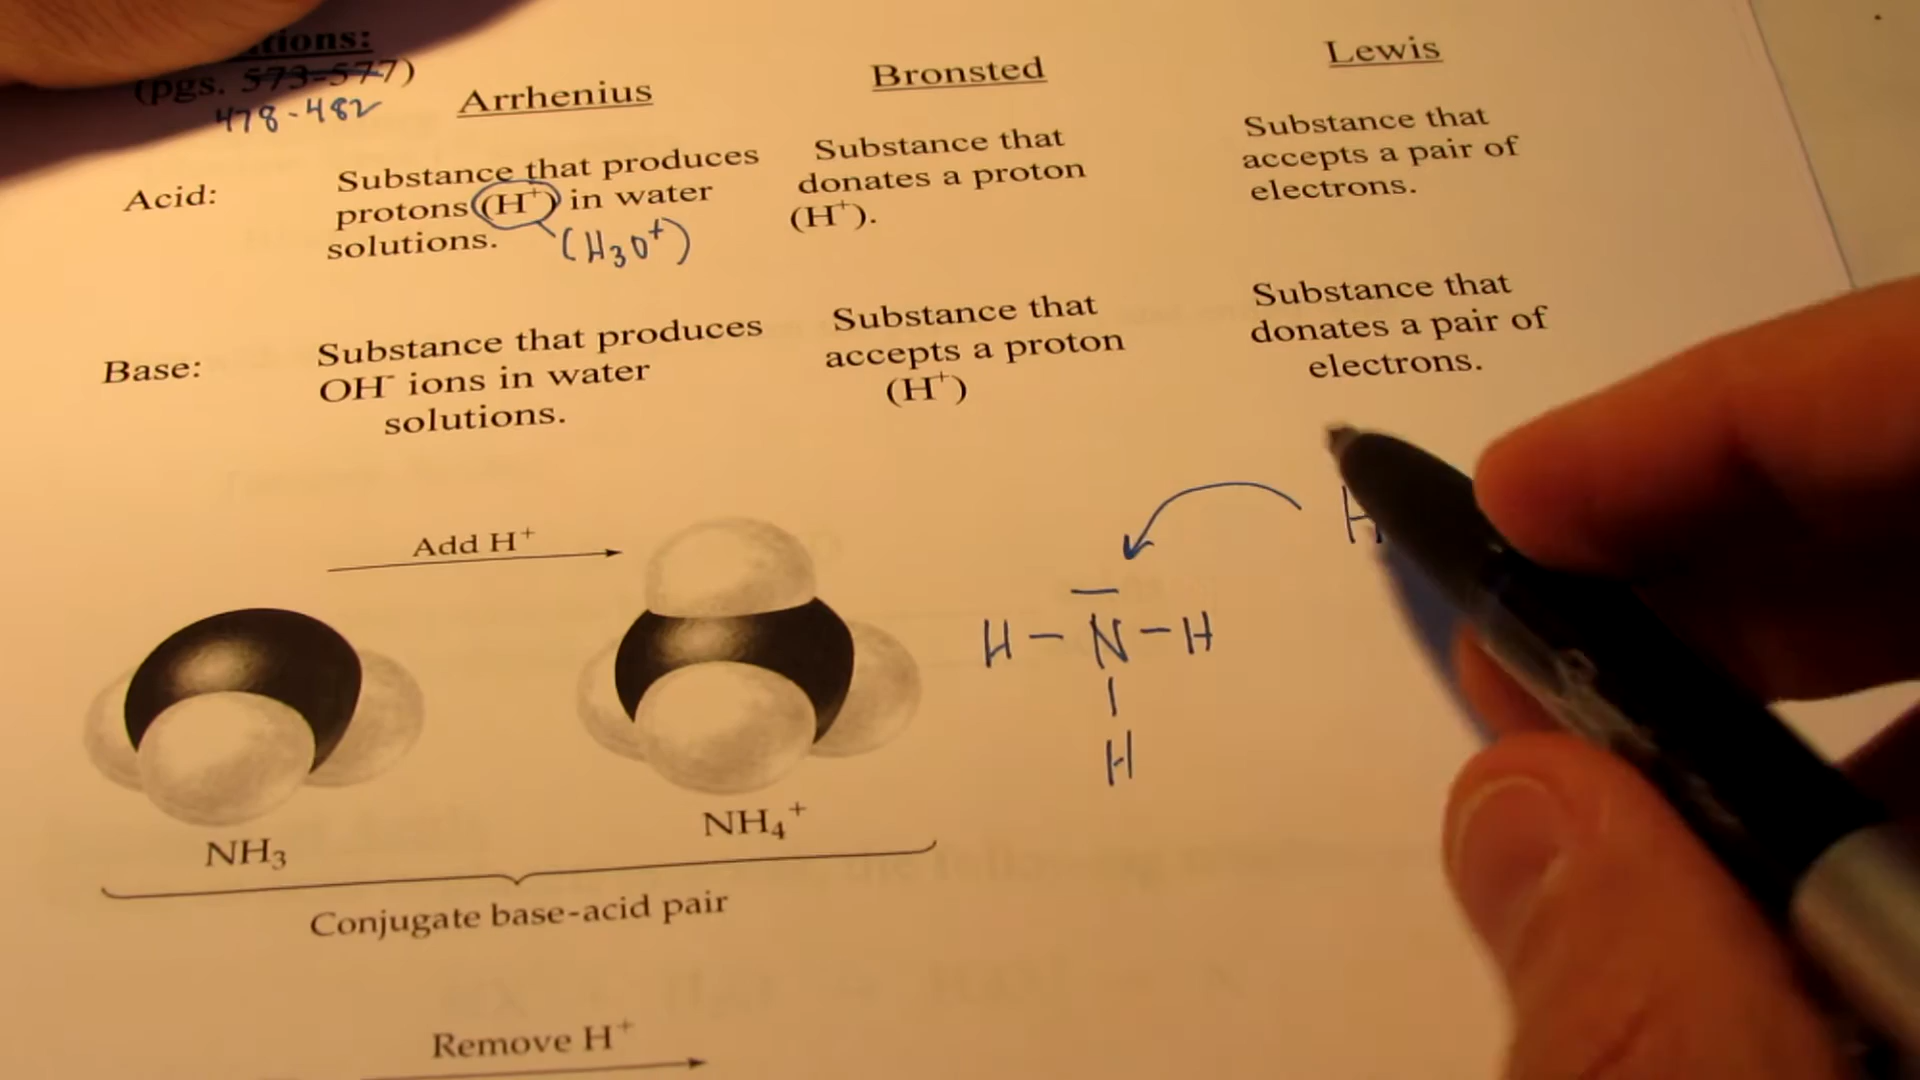 tions:
(pgs. 573-577)
478-482
Arrhenius
Bronsted
Lewis
Acid:
Substance that produces
protons (H+) in water
solutions.
(H3O+)
Substance that
donates a proton
(H+).
Substance that
accepts a pair of
electrons.
Base:
Substance that produces
OH- ions in water
solutions.
Substance that
accepts a proton
(H+)
Substance that
donates a pair of
electrons.
Add H+
H
H - N - H
H
NH3
NH4+
Conjugate base-acid pair
Remove H+